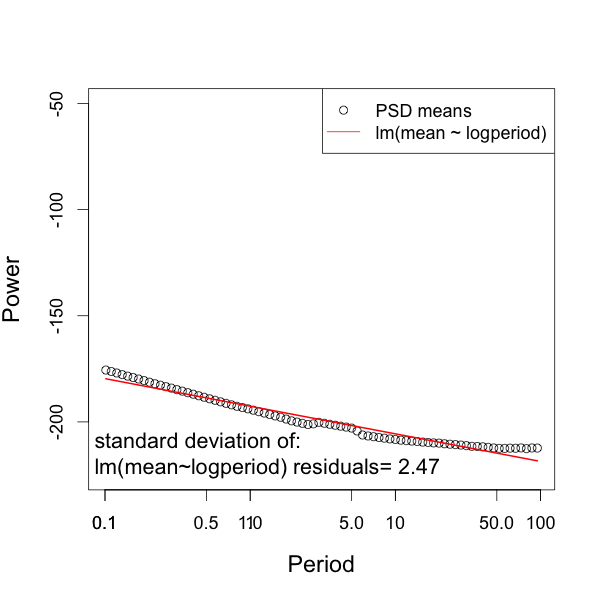 PSD means
lm(mean ~ logperiod)
-50
-100
-150
-200
Power
standard deviation of:
lm(mean~logperiod) residuals= 2.47
0.1 0.5 110 5.0 10 50.0 100
Period